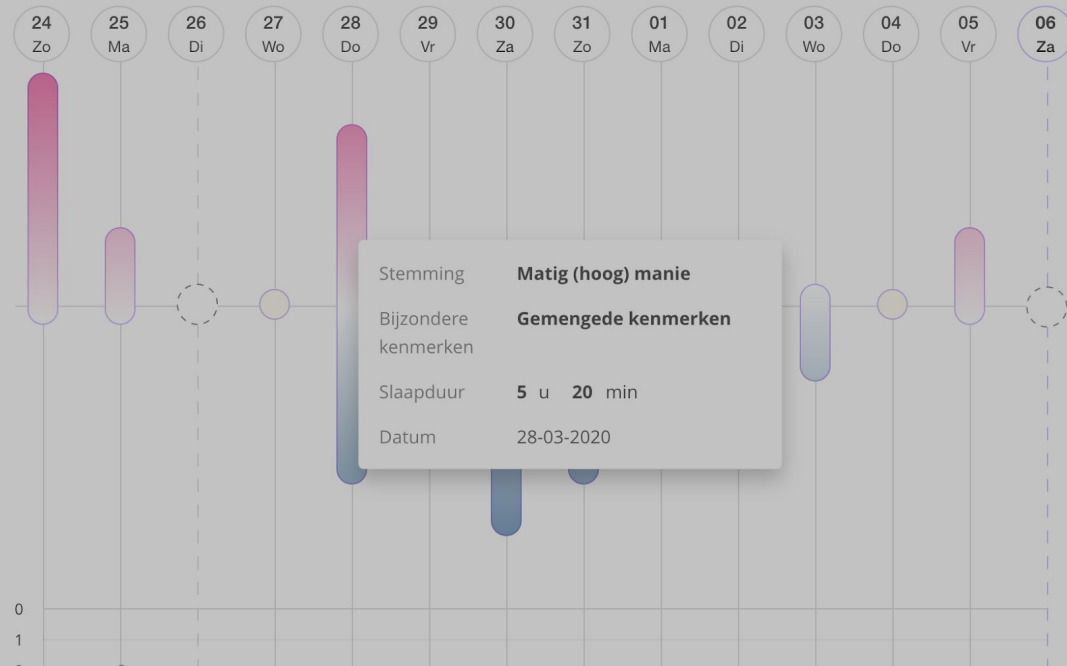 24 25 26 27 28 29 30 31 01 02 03 04 05 06
Zo Ma Di Wo Do Vr Za Zo Ma Di Wo Do Vr Za
Stemming Matig (hoog) manie
Bijzondere Gemengede kenmerken
kenmerken
Slaapduur 5 u 20 min
Datum 28-03-2020
0
1